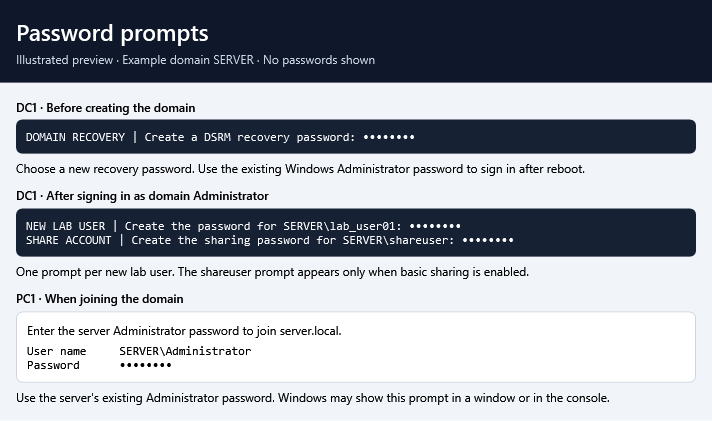 Password prompts
Illustrated preview · Example domain SERVER · No passwords shown
DC1 · Before creating the domain
DOMAIN RECOVERY | Create a DSRM recovery password: ••••••••
Choose a new recovery password. Use the existing Windows Administrator password to sign in after reboot.
DC1 · After signing in as domain Administrator
NEW LAB USER | Create the password for SERVER\lab_user01: ••••••••
SHARE ACCOUNT | Create the sharing password for SERVER\shareuser: ••••••••
One prompt per new lab user. The shareuser prompt appears only when basic sharing is enabled.
PC1 · When joining the domain
Enter the server Administrator password to join server.local.
User name SERVER\Administrator
Password ••••••••
Use the server's existing Administrator password. Windows may show this prompt in a window or in the console.